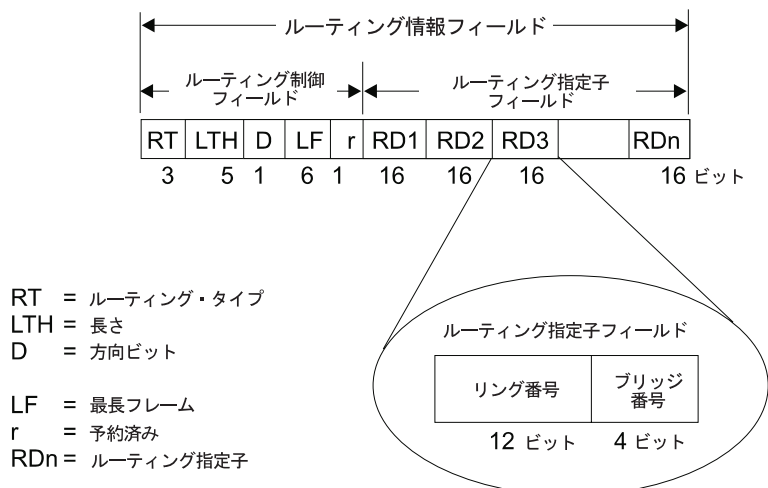 ルーティング情報フィールド
ルーティング制御
フィールド
ルーティング指定子
フィールド
RT LTH D LF r RD1 RD2 RD3 RDn
3 5 1 6 1 16 16 16 16 ビット
RT = ルーティング・タイプ
LTH = 長さ
D = 方向ビット
LF = 最長フレーム
r = 予約済み
RDn = ルーティング指定子
ルーティング指定子フィールド
リング番号
ブリッジ
番号
12 ビット 4 ビット